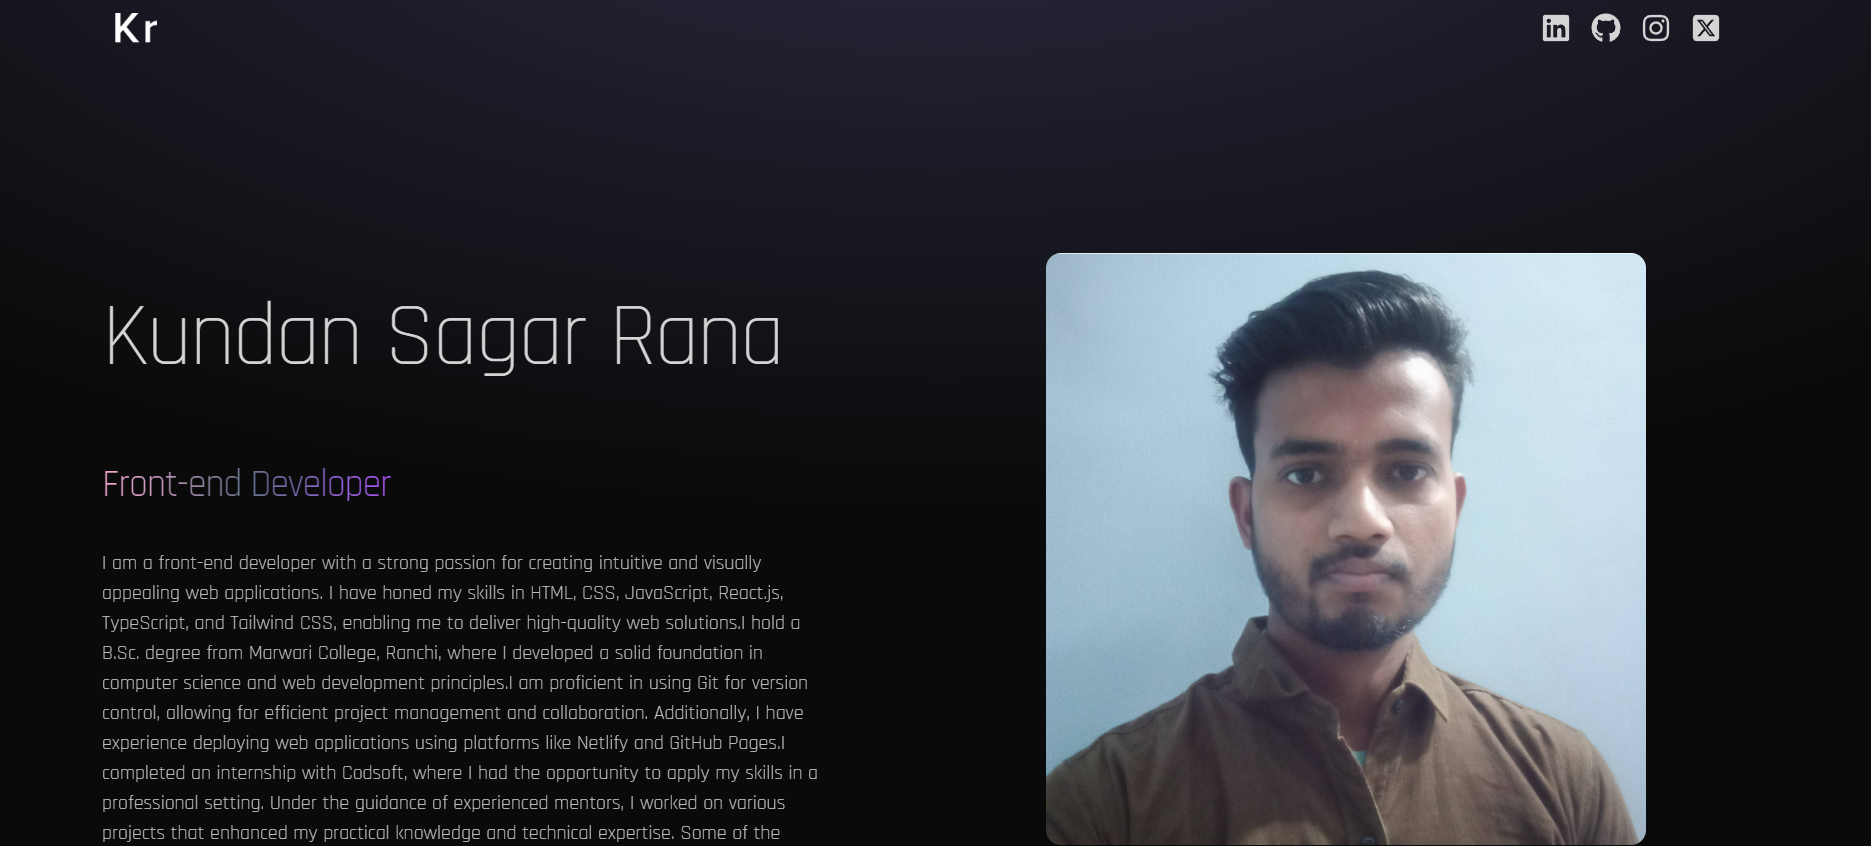 Kr
Kundan Sagar Rana
Front-end Developer
I am a front-end developer with a strong passion for creating intuitive and visually
appealing web applications. I have honed my skills in HTML, CSS, JavaScript, React.js,
TypeScript, and Tailwind CSS, enabling me to deliver high-quality web solutions.I hold a
B.Sc. degree from Marwari College, Ranchi, where I developed a solid foundation in
computer science and web development principles.I am proficient in using Git for version
control, allowing for efficient project management and collaboration. Additionally, I have
experience deploying web applications using platforms like Netlify and GitHub Pages.I
completed an internship with Codsoft, where I had the opportunity to apply my skills in a
professional setting. Under the guidance of experienced mentors, I worked on various
projects that enhanced my practical knowledge and technical expertise. Some of the